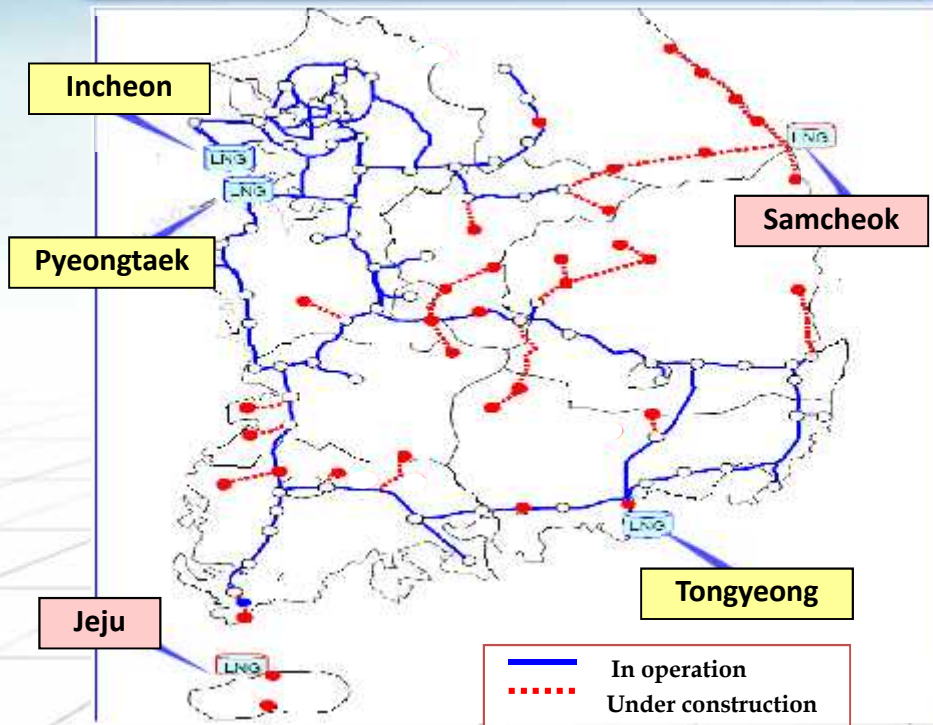 Incheon
LNG
LNG
LNG
Samcheok
Pyeongtaek
LNG
Tongyeong
Jeju
LNG
In operation
Under construction